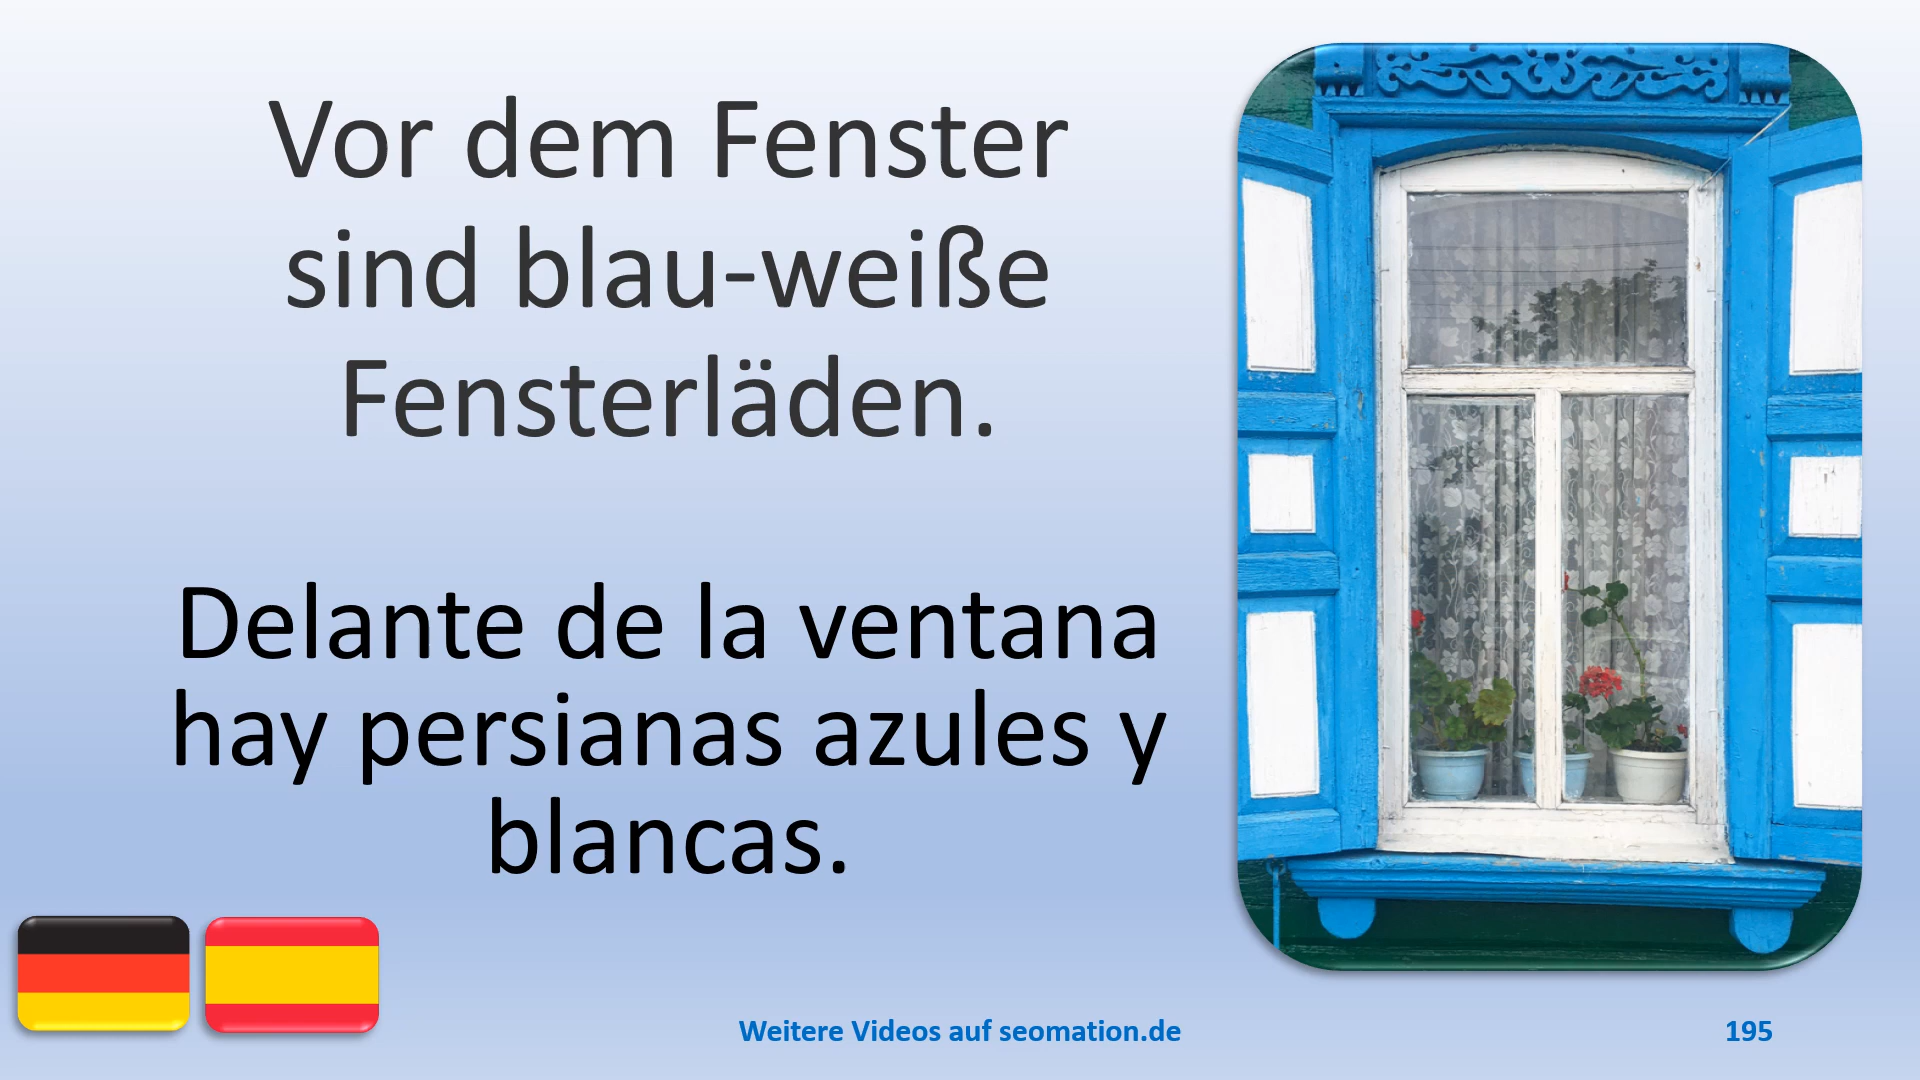 Vor dem Fenster
sind blau-weiße
Fensterläden.
Delante de la ventana
hay persianas azules y
blancas.
Weitere Videos auf seomation.de
195